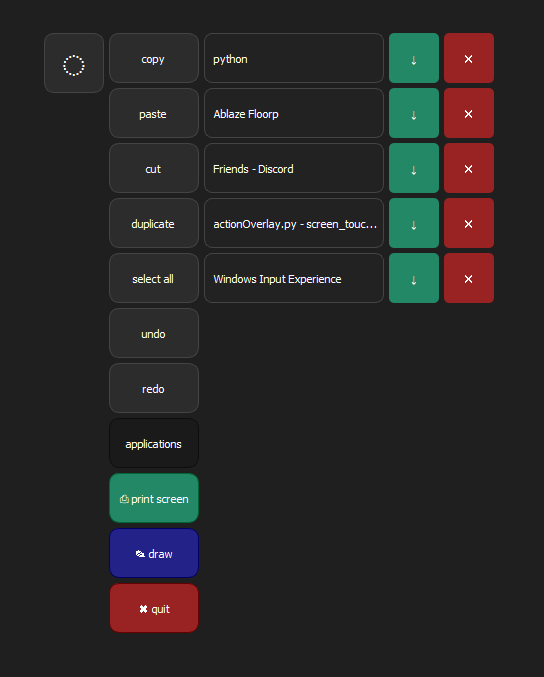 copy
python
↓
×
paste
Ablaze Floorp
↓
×
cut
Friends - Discord
↓
×
duplicate
actionOverlay.py - screen_touc...
↓
×
select all
Windows Input Experience
↓
×
undo
redo
applications
⎙ print screen
✎ draw
✖ quit